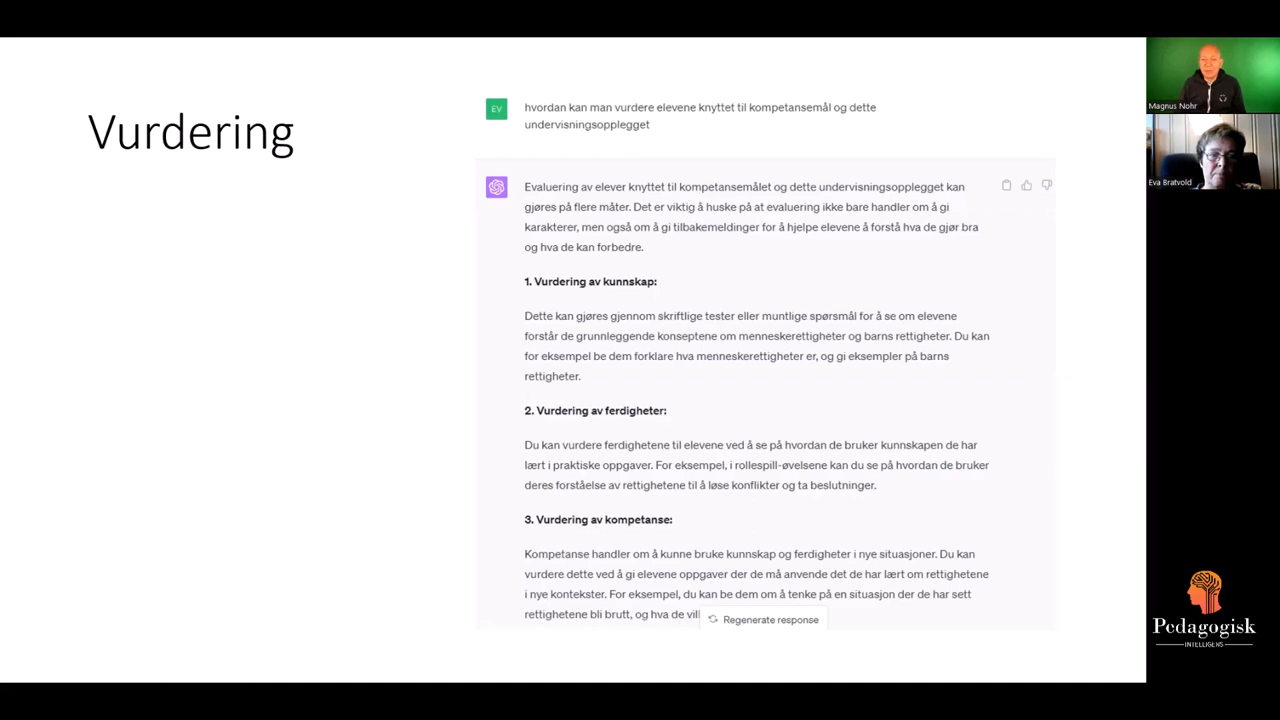 Vurdering
EV
hvordan kan man vurdere elevene knyttet til kompetansemål og dette
undervisningsopplegget
Evaluering av elever knyttet til kompetansemålet og dette undervisningsopplegget kan
gjøres på flere måter. Det er viktig å huske på at evaluering ikke bare handler om å gi
karakterer, men også om å gi tilbakemeldinger for å hjelpe elevene å forstå hva de gjør bra
og hva de kan forbedre.
1. Vurdering av kunnskap:
Dette kan gjøres gjennom skriftlige tester eller muntlige spørsmål for å se om elevene
forstår de grunnleggende konseptene om menneskerettigheter og barns rettigheter. Du kan
for eksempel be dem forklare hva menneskerettigheter er, og gi eksempler på barns
rettigheter.
2. Vurdering av ferdigheter:
Du kan vurdere ferdighetene til elevene ved å se på hvordan de bruker kunnskapen de har
lært i praktiske oppgaver. For eksempel, i rollespill-øvelsene kan du se på hvordan de bruker
deres forståelse av rettighetene til å løse konflikter og ta beslutninger.
3. Vurdering av kompetanse:
Kompetanse handler om å kunne bruke kunnskap og ferdigheter i nye situasjoner. Du kan
vurdere dette ved å gi elevene oppgaver der de må anvende det de har lært om rettighetene
i nye kontekster. For eksempel, du kan be dem om å tenke på en situasjon der de har sett
rettighetene bli brutt, og hva de vill
Regenerate response
Magnus Nohr
Eva Bratvold
Pedagogisk
INTELLIGENS